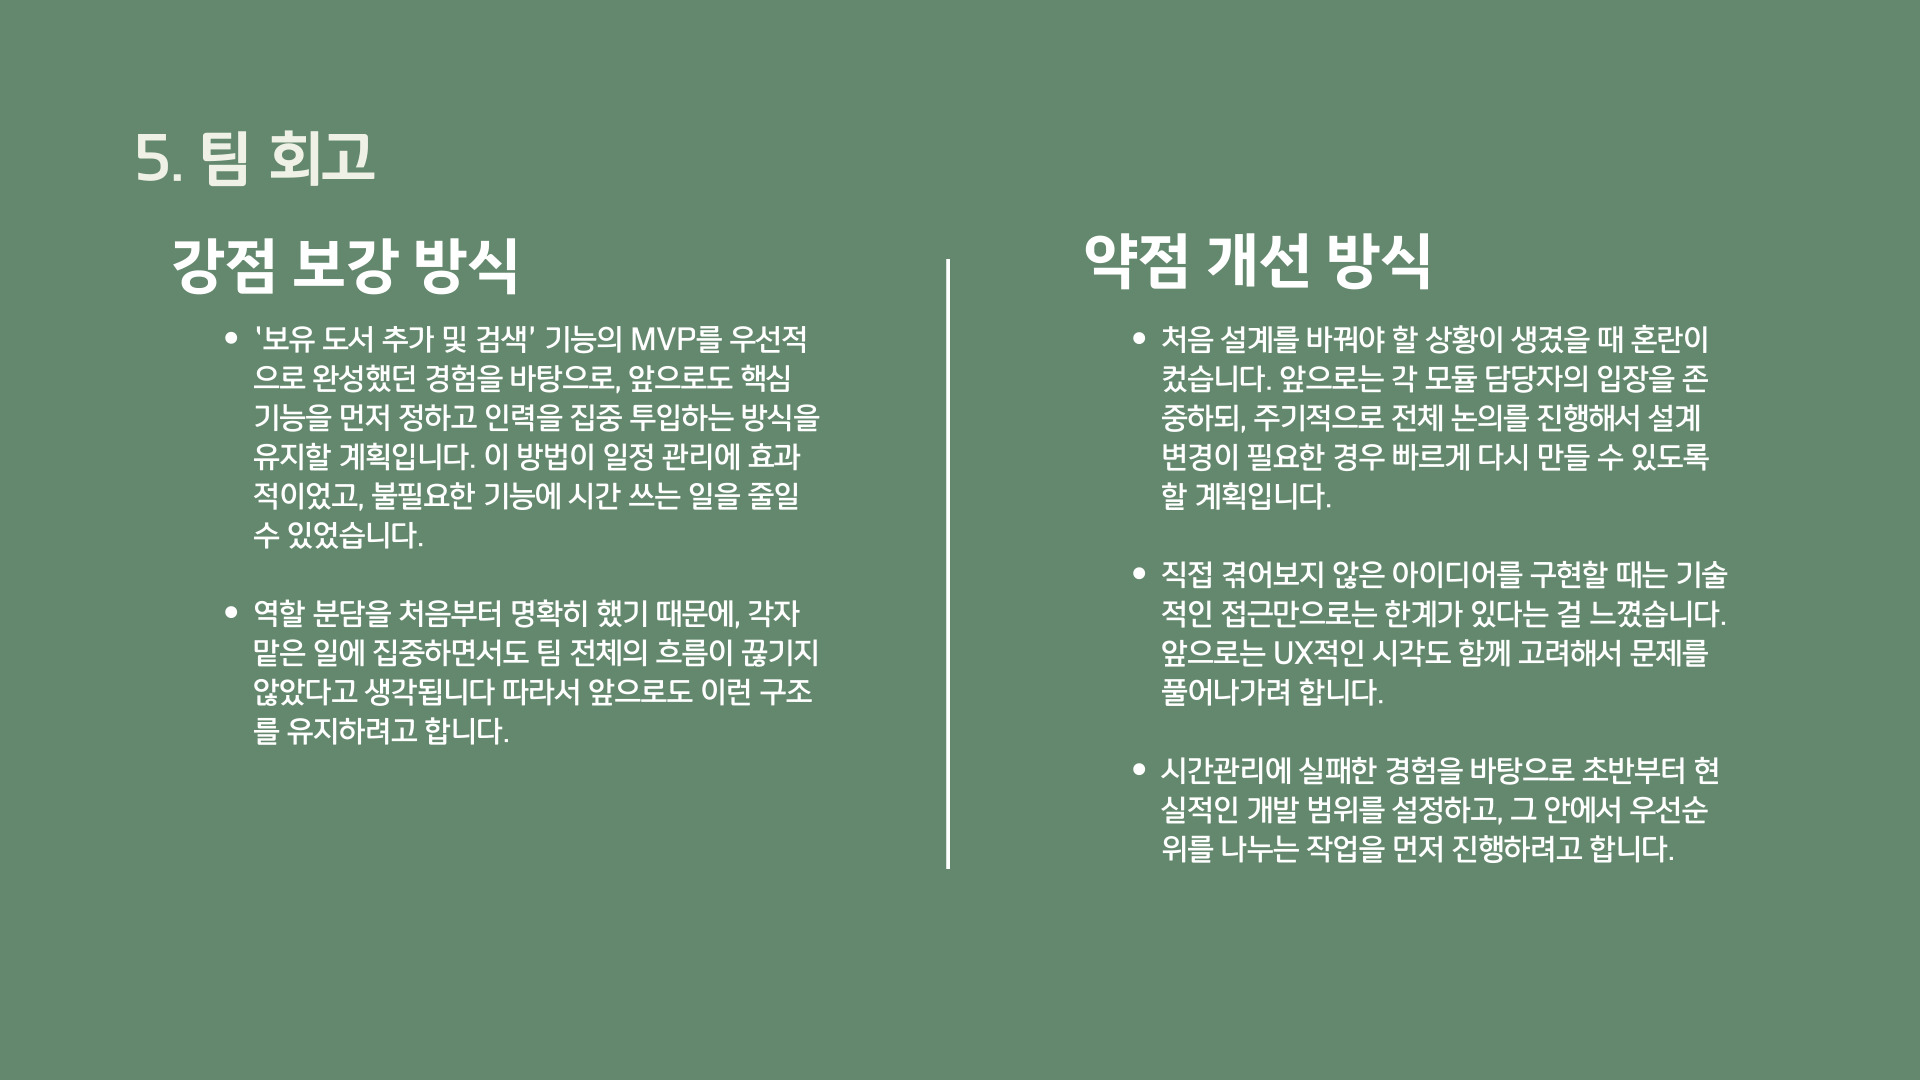 5. 팀 회고
강점 보강 방식
• '보유 도서 추가 및 검색' 기능의 MVP를 우선적
으로 완성했던 경험을 바탕으로, 앞으로도 핵심
기능을 먼저 정하고 인력을 집중 투입하는 방식을
유지할 계획입니다. 이 방법이 일정 관리에 효과
적이었고, 불필요한 기능에 시간 쓰는 일을 줄일
수 있었습니다.
• 역할 분담을 처음부터 명확히 했기 때문에, 각자
맡은 일에 집중하면서도 팀 전체의 흐름이 끊기지
않았다고 생각됩니다 따라서 앞으로도 이런 구조
를 유지하려고 합니다.
약점 개선 방식
• 처음 설계를 바꿔야 할 상황이 생겼을 때 혼란이
컸습니다. 앞으로는 각 모듈 담당자의 입장을 존
중하되, 주기적으로 전체 논의를 진행해서 설계
변경이 필요한 경우 빠르게 다시 만들 수 있도록
할 계획입니다.
• 직접 겪어보지 않은 아이디어를 구현할 때는 기술
적인 접근만으로는 한계가 있다는 걸 느꼈습니다.
앞으로는 UX적인 시각도 함께 고려해서 문제를
풀어나가려 합니다.
• 시간관리에 실패한 경험을 바탕으로 초반부터 현
실적인 개발 범위를 설정하고, 그 안에서 우선순
위를 나누는 작업을 먼저 진행하려고 합니다.